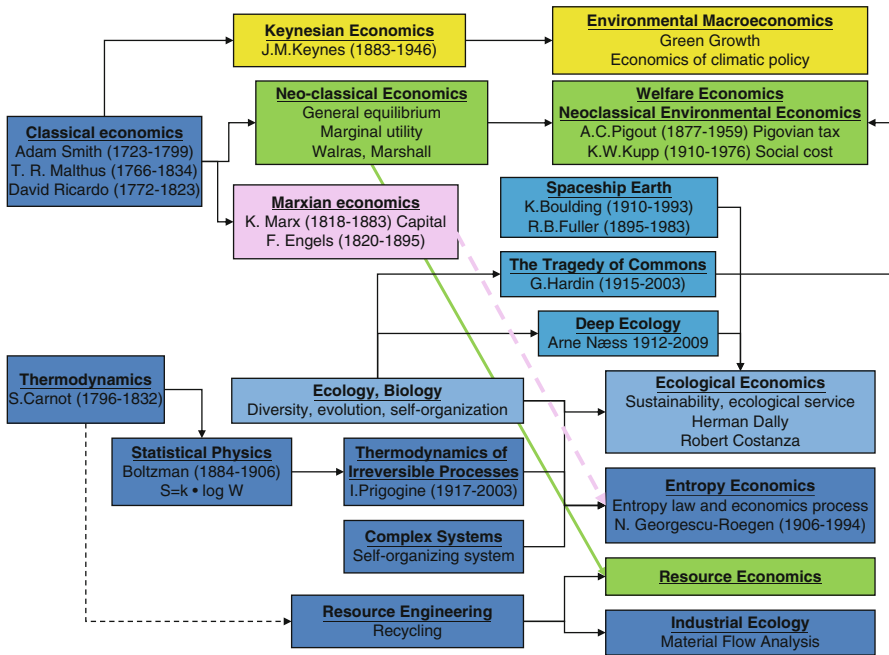 Keynesian Economics
J.M.Keynes (1883-1946)
Environmental Macroeconomics
Green Growth
Economics of climatic policy
Classical economics
Adam Smith (1723-1799)
T. R. Malthus (1766-1834)
David Ricardo (1772-1823)
Neo-classical Economics
General equilibrium
Marginal utility
Walras, Marshall
Welfare Economics
Neoclassical Environmental Economics
A.C.Pigout (1877-1959) Pigovian tax
K.W.Kupp (1910-1976) Social cost
Marxian economics
K. Marx (1818-1883) Capital
F. Engels (1820-1895)
Spaceship Earth
K.Boulding (1910-1993)
R.B.Fuller (1895-1983)
The Tragedy of Commons
G.Hardin (1915-2003)
Deep Ecology
Arne Næss 1912-2009
Thermodynamics
S.Carnot (1796-1832)
Ecology, Biology
Diversity, evolution, self-organization
Ecological Economics
Sustainability, ecological service
Herman Dally
Robert Costanza
Statistical Physics
Boltzman (1884-1906)
S=k • log W
Thermodynamics of
Irreversible Processes
I.Prigogine (1917-2003)
Entropy Economics
Entropy law and economics process
N. Georgescu-Roegen (1906-1994)
Complex Systems
Self-organizing system
Resource Economics
Resource Engineering
Recycling
Industrial Ecology
Material Flow Analysis